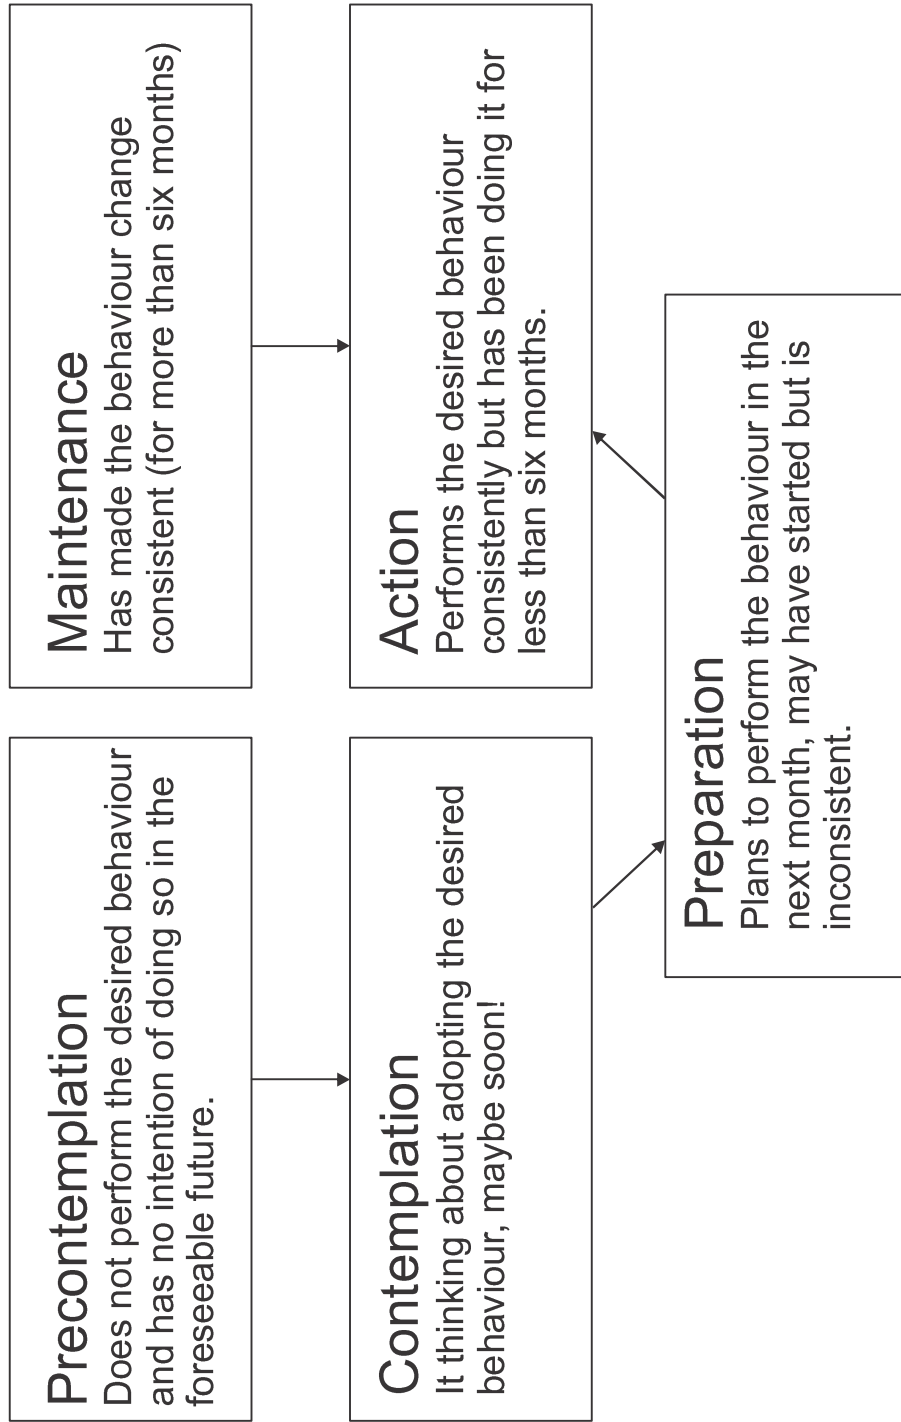 Precontemplation
Does not perform the desired behaviour
and has no intention of doing so in the
foreseeable future.
Contemplation
It thinking about adopting the desired
behaviour, maybe soon!
Preparation
Plans to perform the behaviour in the
next month, may have started but is
inconsistent.
Action
Performs the desired behaviour
consistently but has been doing it for
less than six months.
Maintenance
Has made the behaviour change
consistent (for more than six months)